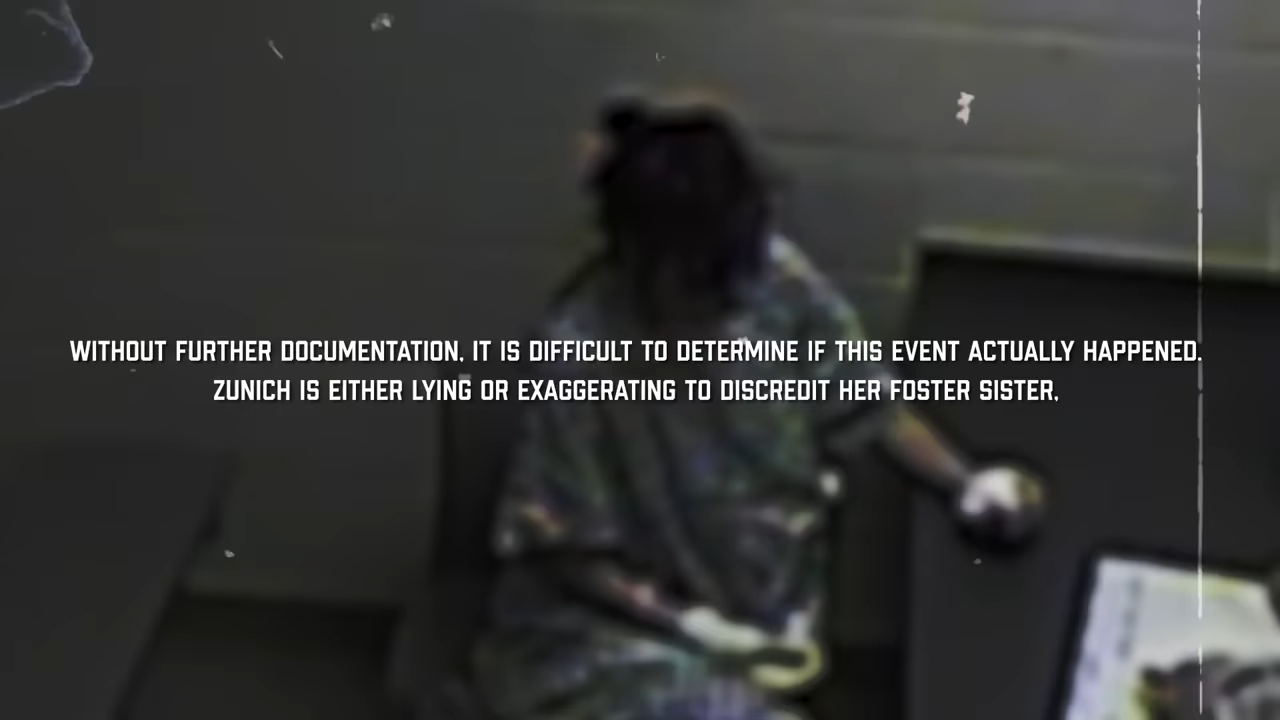 WITHOUT FURTHER DOCUMENTATION, IT IS DIFFICULT TO DETERMINE IF THIS EVENT ACTUALLY HAPPENED.
ZUNICH IS EITHER LYING OR EXAGGERATING TO DISCREDIT HER FOSTER SISTER,